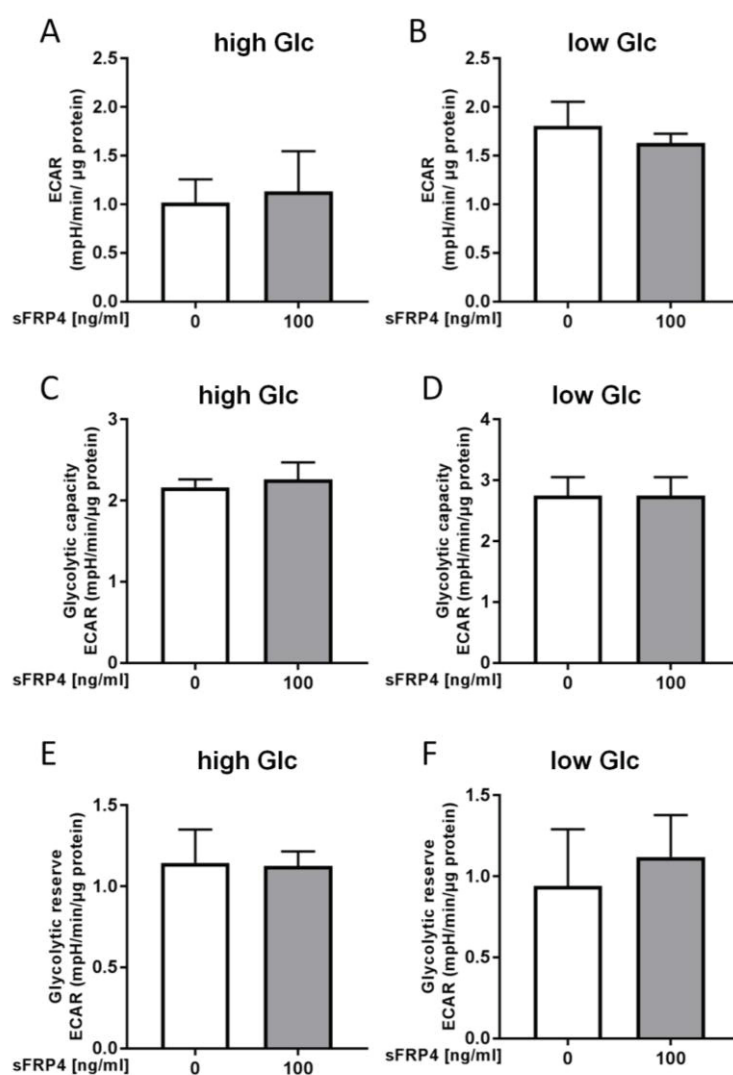 A
high Glc
ECAR
(mpH/min/ µg protein)
2.5
2.0
1.5
1.0
0.5
0.0
sFRP4 [ng/ml]
0
100
B
low Glc
ECAR
(mpH/min/ µg protein)
2.5
2.0
1.5
1.0
0.5
0.0
sFRP4 [ng/ml]
0
100
C
high Glc
Glycolytic capacity
ECAR (mpH/min/µg protein)
3
2
1
0
sFRP4 [ng/ml]
0
100
D
low Glc
Glycolytic capacity
ECAR (mpH/min/µg protein)
4
3
2
1
0
sFRP4 [ng/ml]
0
100
E
high Glc
Glycolytic reserve
ECAR (mpH/min/µg protein)
1.5
1.0
0.5
0.0
sFRP4 [ng/ml]
0
100
F
low Glc
Glycolytic reserve
ECAR (mpH/min/µg protein)
1.5
1.0
0.5
0.0
sFRP4 [ng/ml]
0
100